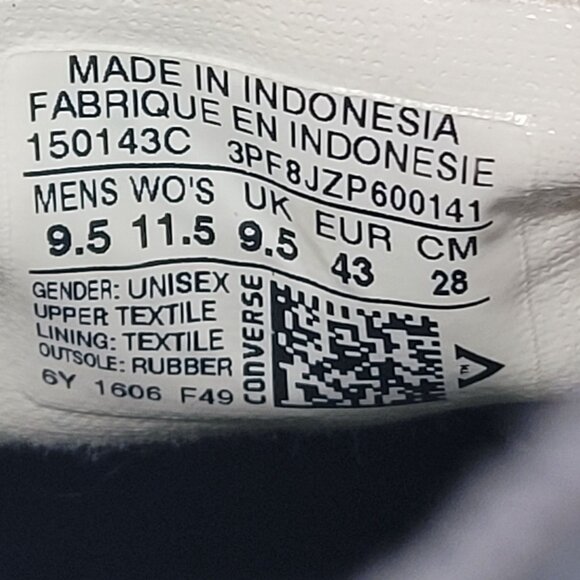 MADE IN INDONESIA
FABRIQUE EN INDONESIE
150143C 3PF8JZP600141
MENS WO'S UK EUR CM
9.5 11.5 9.5 43 28
GENDER: UNISEX
UPPER TEXTILE
LINING: TEXTILE
OUTSOLE: RUBBER
6Y 1606 F49
CONVERSE
TM